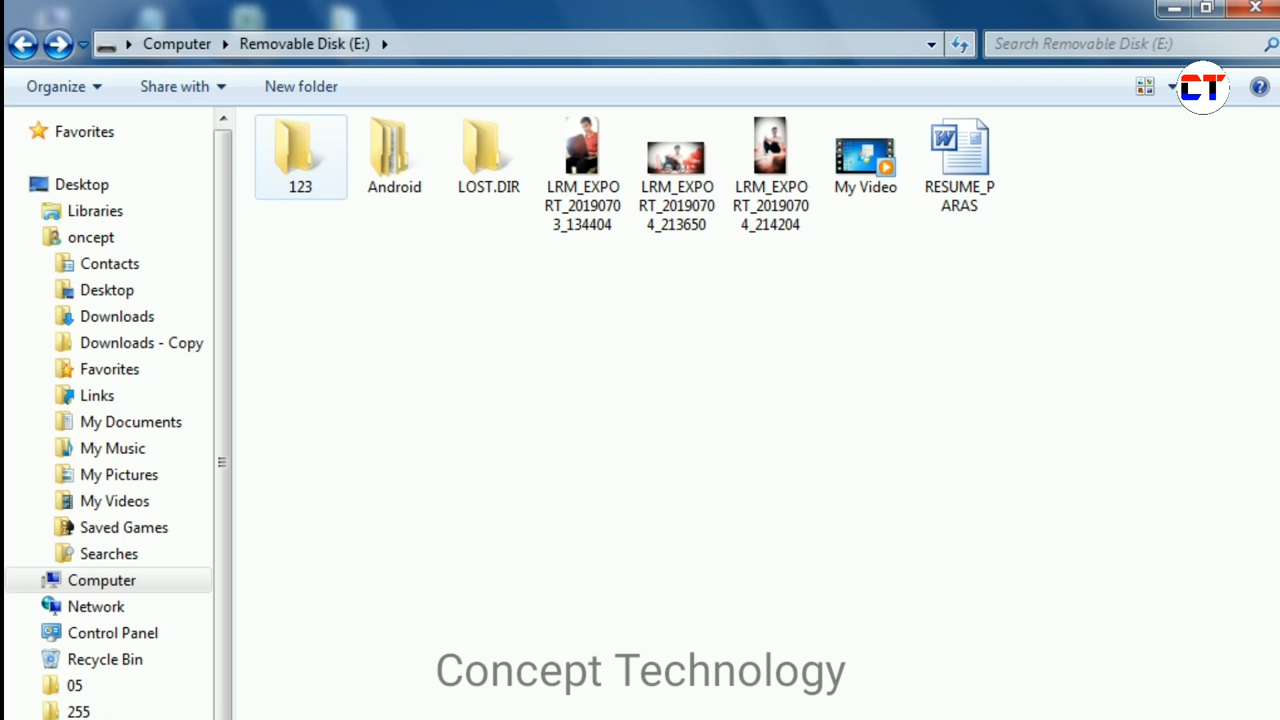 Computer Removable Disk (E:)
Search Removable Disk (E:)
Organize Share with New folder
CT
Favorites
Desktop
Libraries
oncept
Contacts
Desktop
Downloads
Downloads - Copy
Favorites
Links
My Documents
My Music
My Pictures
My Videos
Saved Games
Searches
Computer
Network
Control Panel
Recycle Bin
05
255
123
Android
LOST.DIR
LRM_EXPO
RT_2019070
3_134404
LRM_EXPO
RT_2019070
4_213650
LRM_EXPO
RT_2019070
4_214204
My Video
RESUME_P
ARAS
Concept Technology